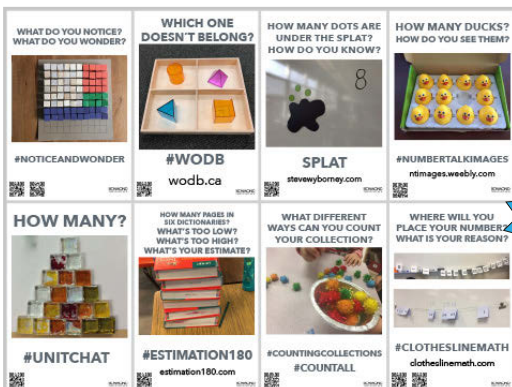 WHAT DO YOU NOTICE?
WHAT DO YOU WONDER?
#NOTICEANDWONDER
WHICH ONE
DOESN'T BELONG?
#WODB
wodb.ca
HOW MANY DOTS ARE
UNDER THE SPLAT?
HOW DO YOU KNOW?
8
SPLAT
stevewyborney.com
HOW MANY DUCKS?
HOW DO YOU SEE THEM?
#NUMBERTALKIMAGES
ntimages.weebly.com
HOW MANY?
#UNITCHAT
HOW MANY PAGES IN
SIX DICTIONARIES?
WHAT'S TOO LOW?
WHAT'S TOO HIGH?
WHAT'S YOUR ESTIMATE?
#ESTIMATION180
estimation180.com
WHAT DIFFERENT
WAYS CAN YOU COUNT
YOUR COLLECTION?
#COUNTINGCOLLECTIONS
#COUNTALL
WHERE WILL YOU
PLACE YOUR NUMBER?
WHAT IS YOUR REASON?
#CLOTHESLINEMATH
clotheslinemath.com